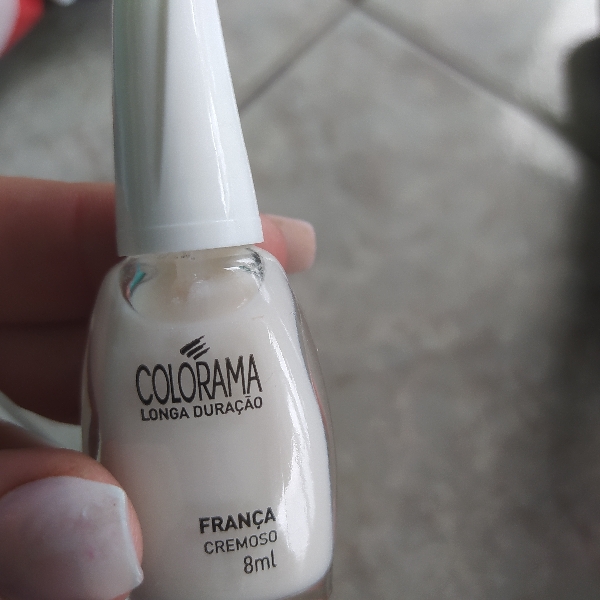 COLORAMA
LONGA DURAÇÃO
FRANÇA
CREMOSO
8ml